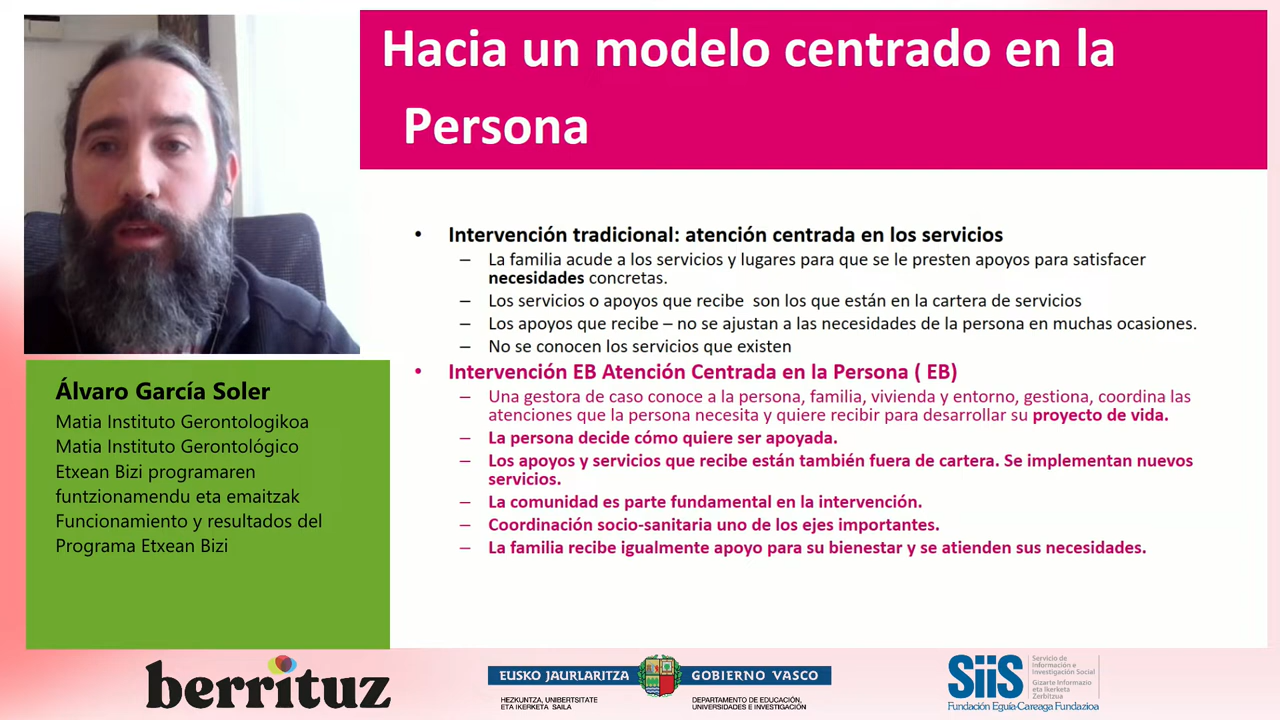 Hacia un modelo centrado en la
Persona
• Intervención tradicional: atención centrada en los servicios
– La familia acude a los servicios y lugares para que se le presten apoyos para satisfacer
necesidades concretas.
– Los servicios o apoyos que recibe son los que están en la cartera de servicios
– Los apoyos que recibe – no se ajustan a las necesidades de la persona en muchas ocasiones.
– No se conocen los servicios que existen
• Intervención EB Atención Centrada en la Persona ( EB)
– Una gestora de caso conoce a la persona, familia, vivienda y entorno, gestiona, coordina las
atenciones que la persona necesita y quiere recibir para desarrollar su proyecto de vida.
– La persona decide cómo quiere ser apoyada.
– Los apoyos y servicios que recibe están también fuera de cartera. Se implementan nuevos
servicios.
– La comunidad es parte fundamental en la intervención.
– Coordinación socio-sanitaria uno de los ejes importantes.
– La familia recibe igualmente apoyo para su bienestar y se atienden sus necesidades.
Álvaro García Soler
Matia Instituto Gerontologikoa
Matia Instituto Gerontológico
Etxean Bizi programaren
funtzionamendu eta emaitzak
Funcionamiento y resultados del
Programa Etxean Bizi
berrituz
EUSKO JAURLARITZA GOBIERNO VASCO
HEZKUNTZA, UNIBERTSITATE
ETA IKERKETA SAILA
DEPARTAMENTO DE EDUCACIÓN,
UNIVERSIDADES E INVESTIGACIÓN
SiiS
Servicio de
Información e
Investigación Social
Gizarte Informazio
eta Ikerketa
Zerbitzua
Fundación Eguía-Careaga Fundazioa